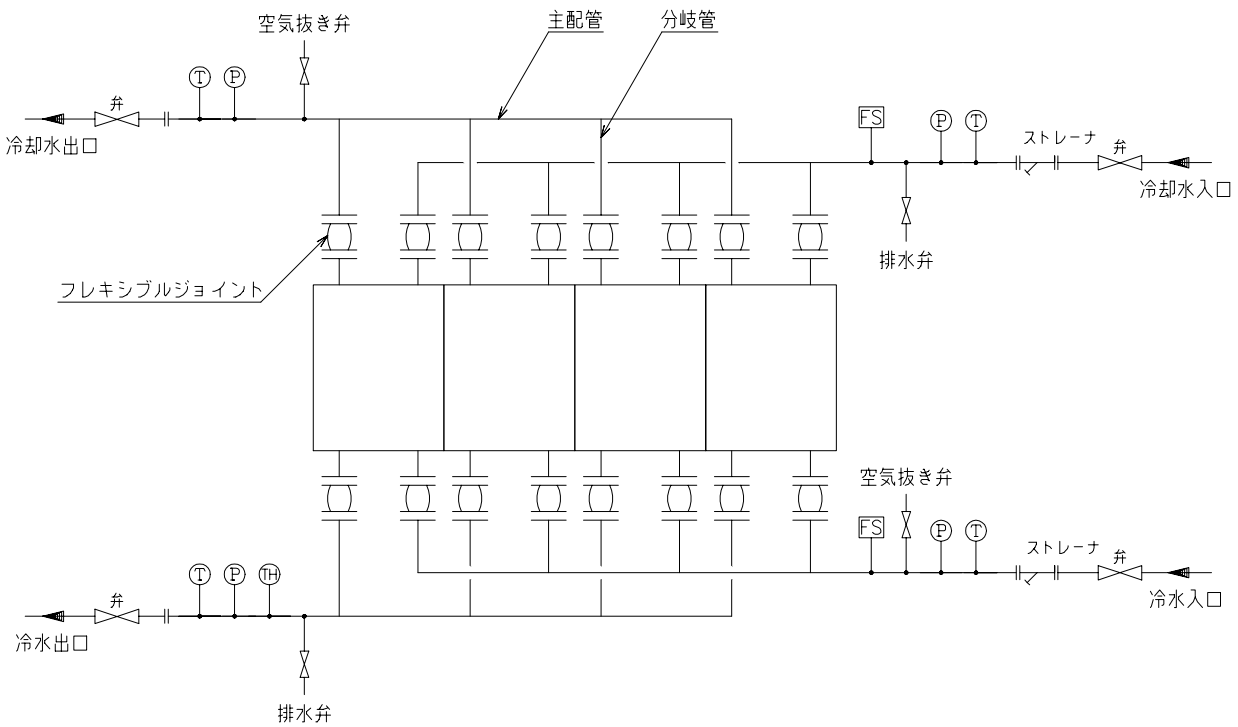 空気抜き弁
主配管
分岐管
T
P
弁
冷却水出口
FS
P
T
ストレーナ
弁
冷却水入口
排水弁
フレキシブルジョイント
空気抜き弁
FS
P
T
ストレーナ
弁
冷水入口
T
P
TH
弁
冷水出口
排水弁